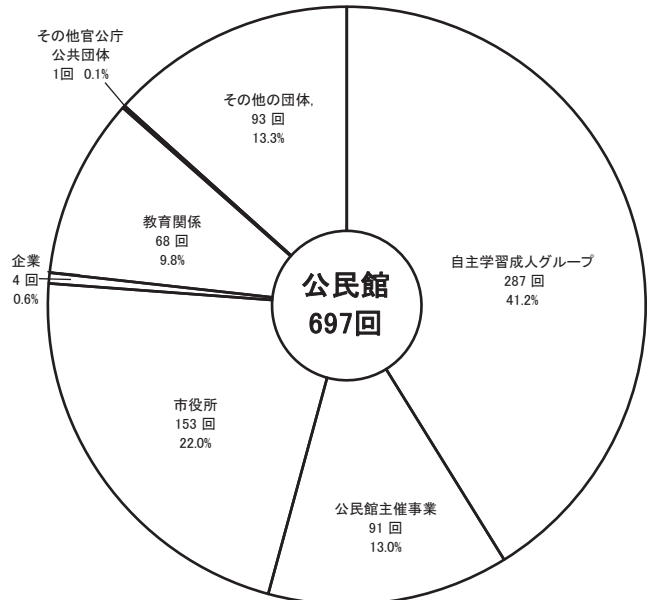 その他官公庁
公共団体
1回 0.1%
その他の団体,
93 回
13.3%
教育関係
68 回
9.8%
企業
4 回
0.6%
自主学習成人グループ
287 回
41.2%
公民館
697回
市役所
153 回
22.0%
公民館主催事業
91 回
13.0%